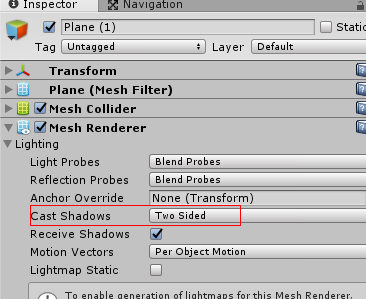 Inspector
Navigation
Plane (1)
Static
Tag Untagged Layer Default
Transform
Plane (Mesh Filter)
Mesh Collider
Mesh Renderer
Lighting
Light Probes Blend Probes
Reflection Probes Blend Probes
Anchor Override None (Transform)
Cast Shadows Two Sided
Receive Shadows
Motion Vectors Per Object Motion
Lightmap Static
To enable generation of lightmaps for this Mesh Renderer,